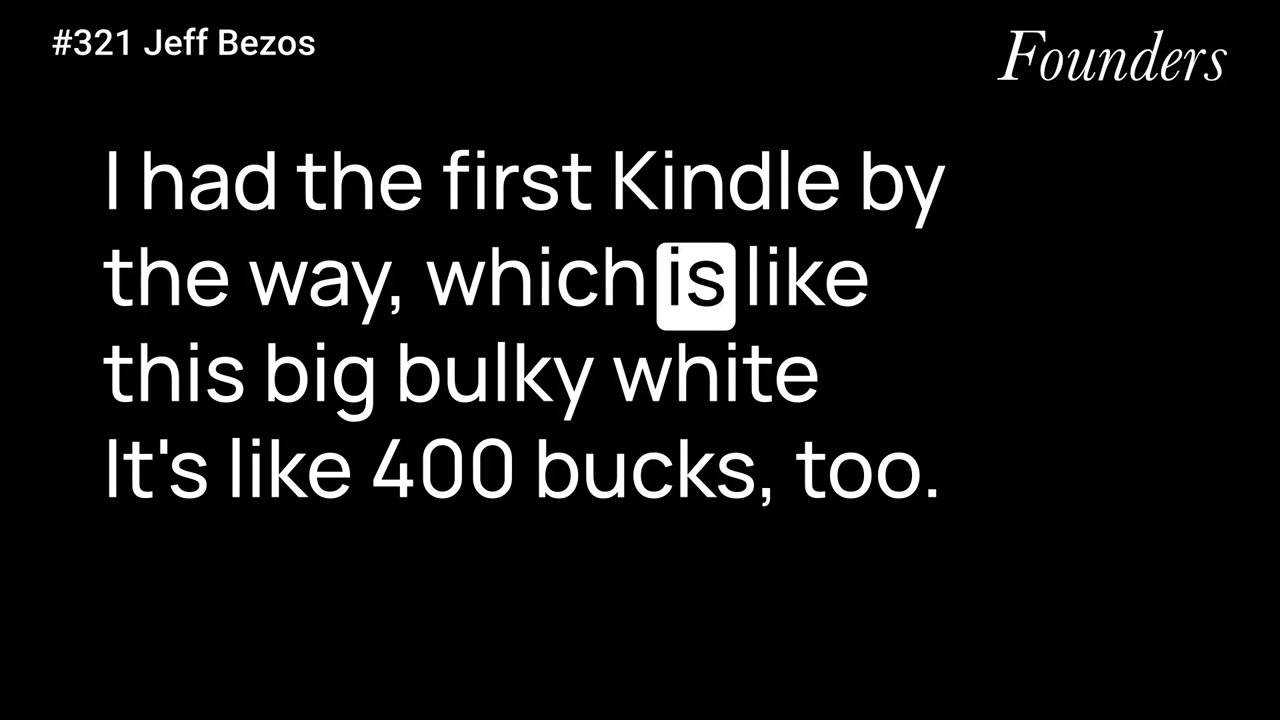 #321 Jeff Bezos
Founders
I had the first Kindle by
the way, which is like
this big bulky white
It's like 400 bucks, too.